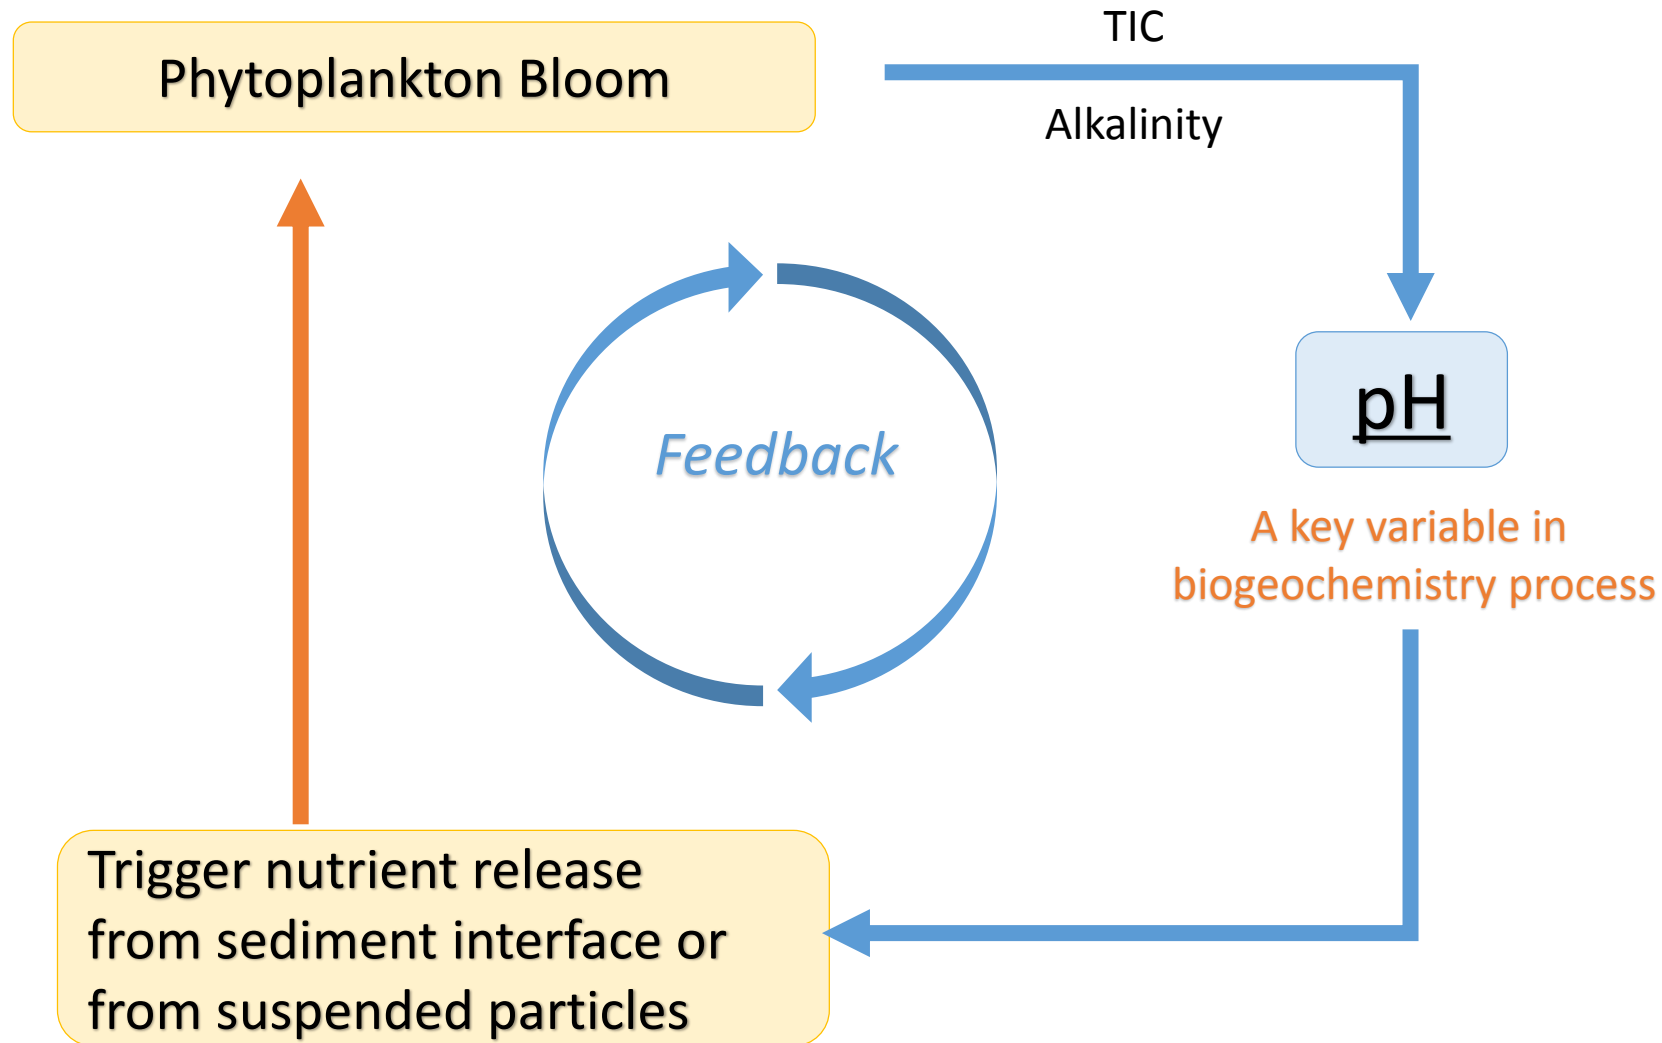 Phytoplankton Bloom
TIC
Alkalinity
pH
A key variable in
biogeochemistry process
Feedback
Trigger nutrient release
from sediment interface or
from suspended particles